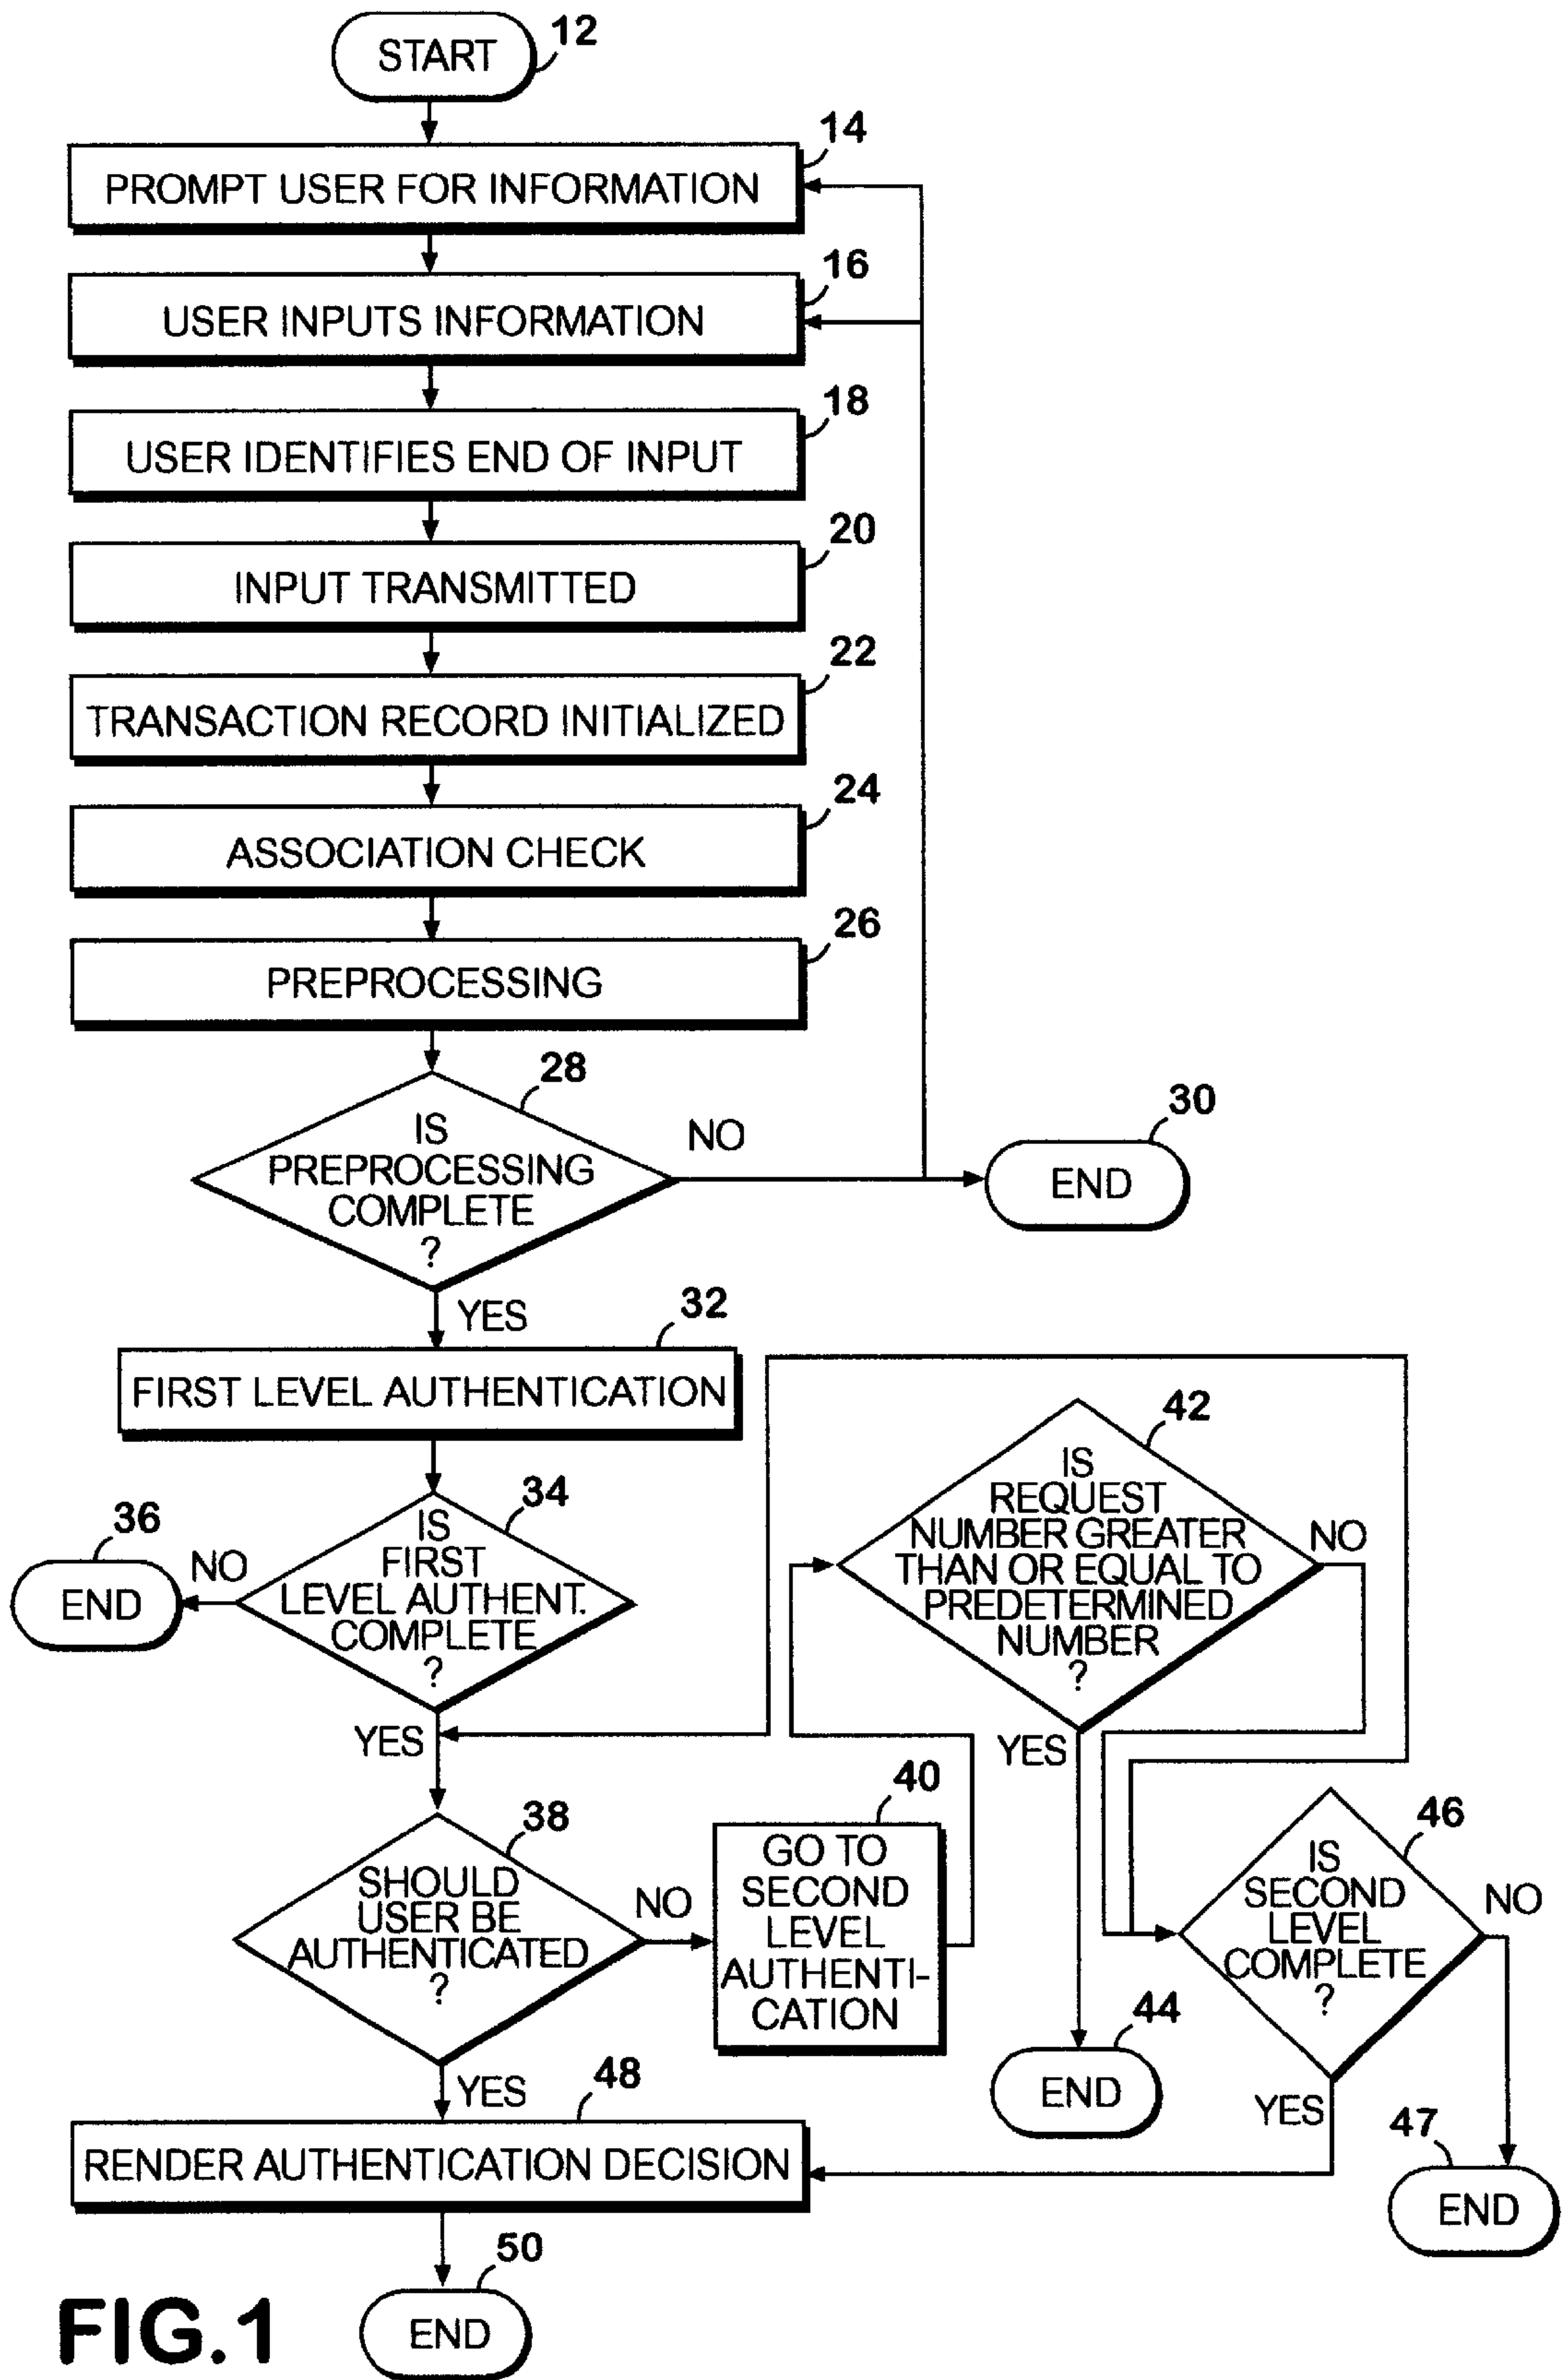 START
12
14
PROMPT USER FOR INFORMATION
16
USER INPUTS INFORMATION
18
USER IDENTIFIES END OF INPUT
20
INPUT TRANSMITTED
22
TRANSACTION RECORD INITIALIZED
24
ASSOCIATION CHECK
26
PREPROCESSING
28
IS
PREPROCESSING
COMPLETE
?
NO
30
END
YES
32
FIRST LEVEL AUTHENTICATION
34
IS
FIRST
LEVEL AUTHENT.
COMPLETE
?
NO
36
END
YES
42
IS
REQUEST
NUMBER GREATER
THAN OR EQUAL TO
PREDETERMINED
NUMBER
?
NO
YES
38
SHOULD
USER BE
AUTHENTICATED
?
NO
40
GO TO
SECOND
LEVEL
AUTHENTI-
CATION
44
END
46
IS
SECOND
LEVEL
COMPLETE
?
NO
YES
47
END
YES
48
RENDER AUTHENTICATION DECISION
50
END
FIG.1